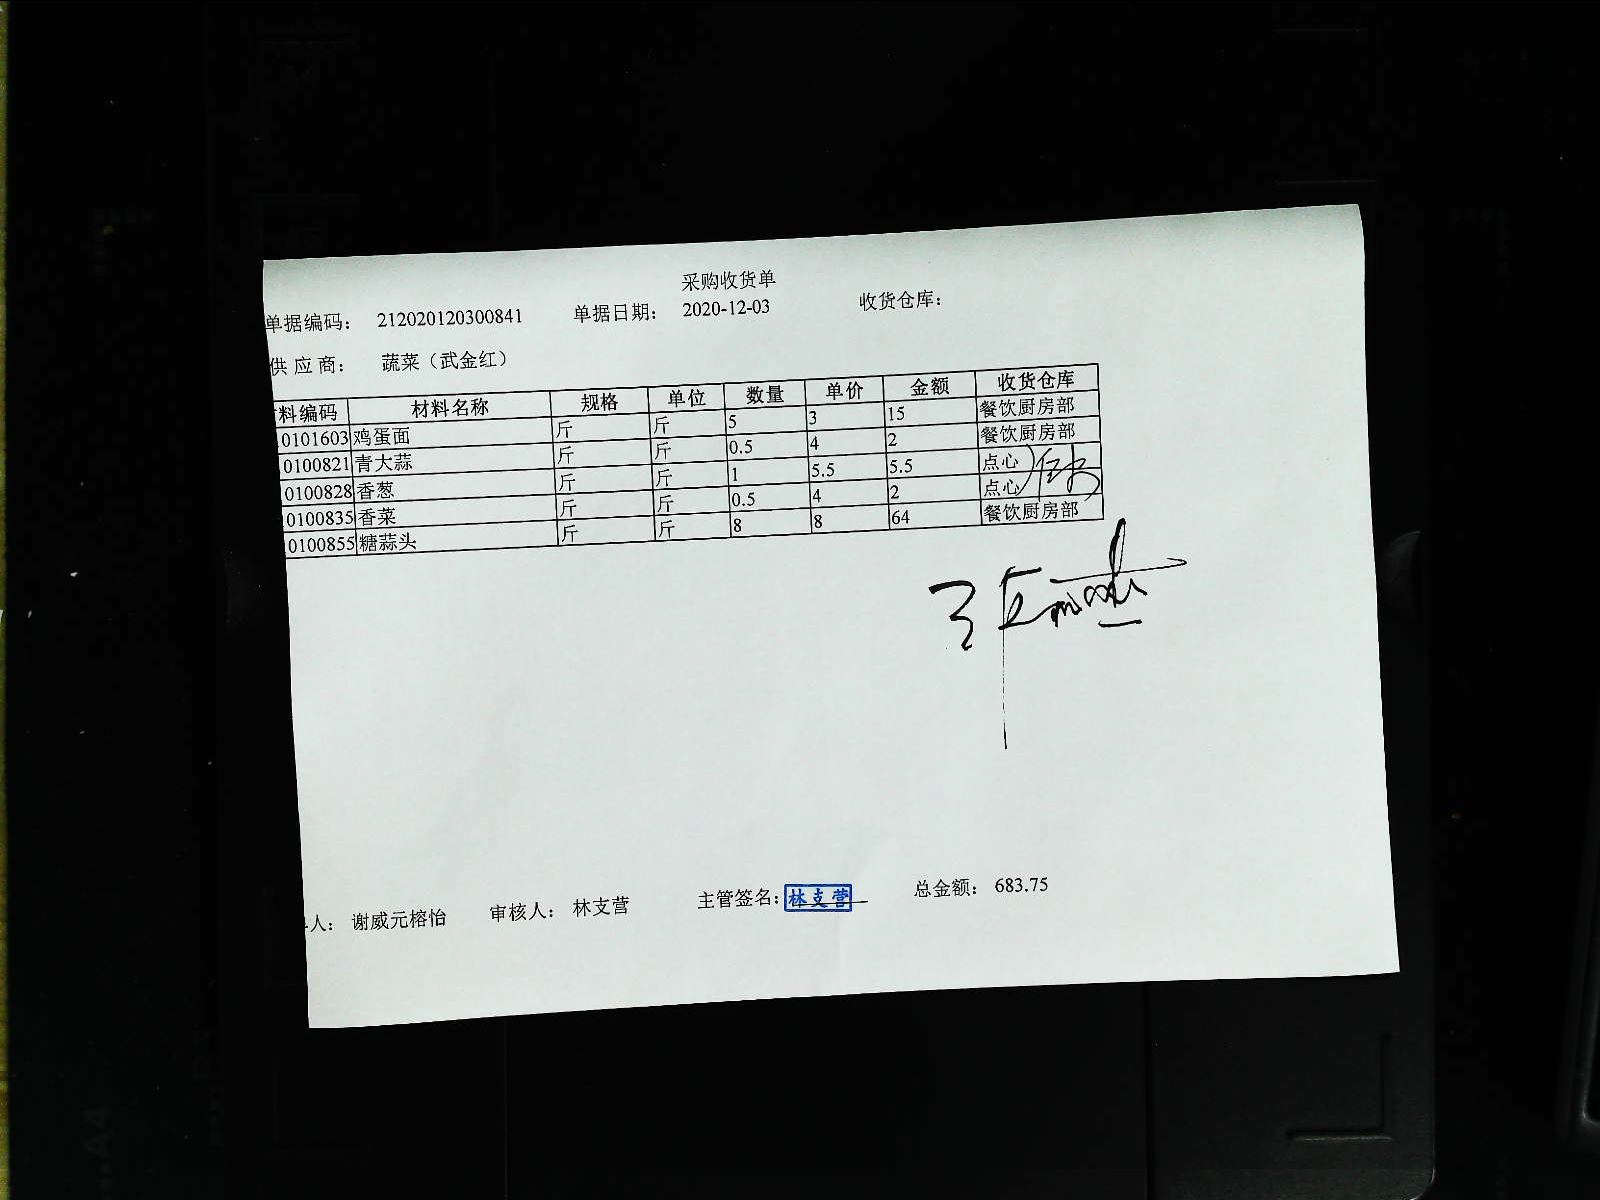 采购收货单
单据编码： 212020120300841 单据日期： 2020-12-03 收货仓库：
供 应 商： 蔬菜（武金红）
料编码 材料名称 规格 单位 数量 单价 金额 收货仓库
0101603 鸡蛋面 斤 斤 5 3 15 餐饮厨房部
0100821 青大蒜 斤 斤 0.5 4 2 餐饮厨房部
0100828 香葱 斤 斤 1 5.5 5.5 点心
0100835 香菜 斤 斤 0.5 4 2 点心
0100855 糖蒜头 斤 斤 8 8 64 餐饮厨房部
人： 谢威元榕怡 审核人： 林支营 主管签名： 林支营 总金额： 683.75